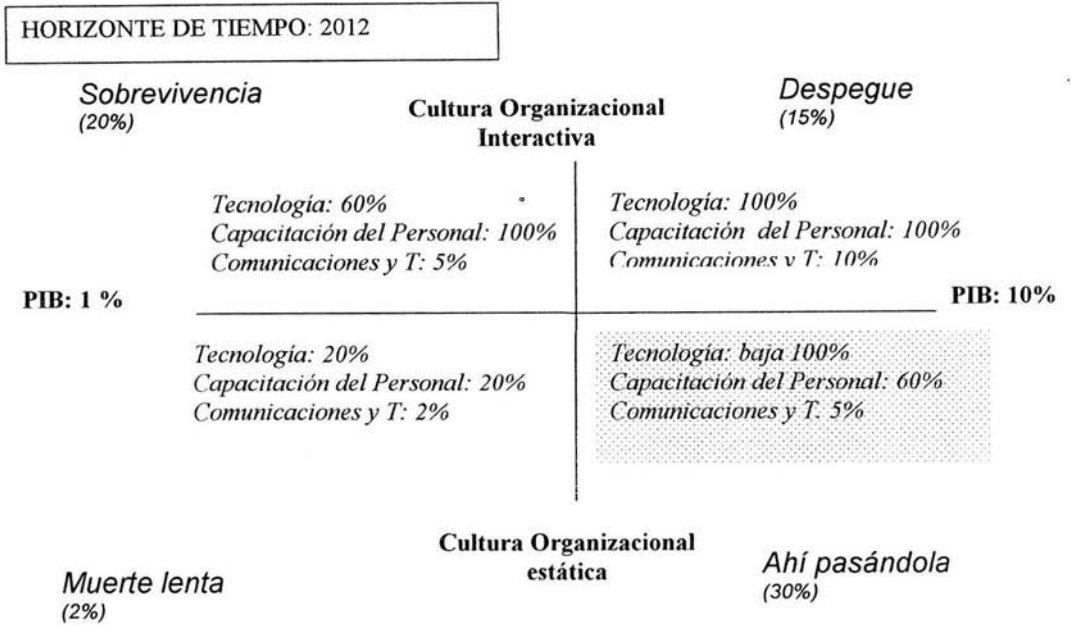 HORIZONTE DE TIEMPO: 2012
Sobrevivencia
(20%)
Cultura Organizacional
Interactiva
Despegue
(15%)
Tecnología: 60%
Capacitación del Personal: 100%
Comunicaciones y T: 5%
Tecnología: 100%
Capacitación del Personal: 100%
Comunicaciones y T: 10%
PIB: 1 %
PIB: 10%
Tecnología: 20%
Capacitación del Personal: 20%
Comunicaciones y T: 2%
Tecnología: baja 100%
Capacitación del Personal: 60%
Comunicaciones y T. 5%
Cultura Organizacional
estática
Muerte lenta
(2%)
Ahí pasándola
(30%)